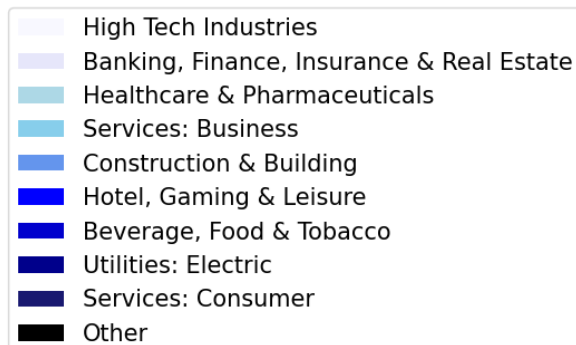 High Tech Industries
Banking, Finance, Insurance & Real Estate
Healthcare & Pharmaceuticals
Services: Business
Construction & Building
Hotel, Gaming & Leisure
Beverage, Food & Tobacco
Utilities: Electric
Services: Consumer
Other